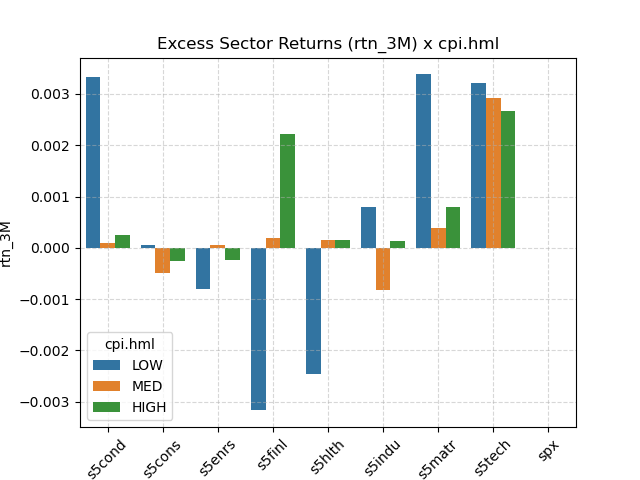 Excess Sector Returns (rtn_3M) x cpi.hml
0.003
0.002
0.001
0.000
−0.001
−0.002
−0.003
rtn_3M
cpi.hml
LOW
MED
HIGH
s5cond
s5cons
s5enrs
s5finl
s5hlth
s5indu
s5matr
s5tech
spx